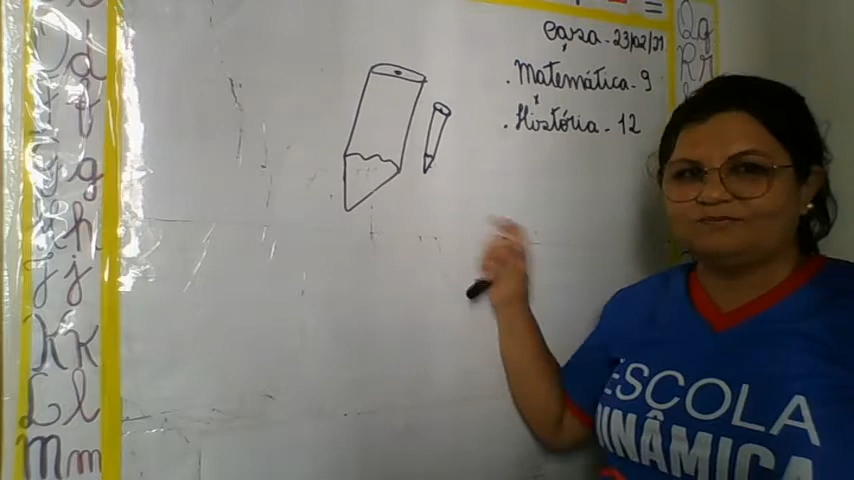 casa - 23/02/21
. Matemática - 9
. História - 12
ESCOLA
DINÂMICA
d
g
h
j
K k
L l
M m
Q q
R r